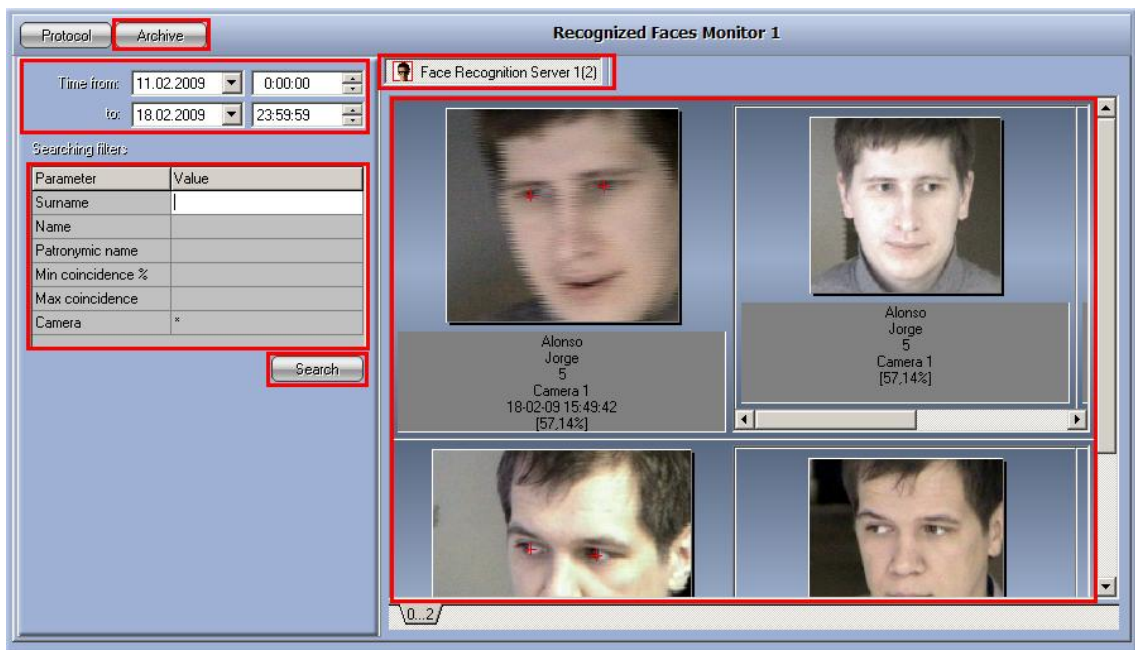 Protocol
Archive
Recognized Faces Monitor 1
Time from: 11.02.2009 0:00:00
to: 18.02.2009 23:59:59
Searching filters
Parameter Value
Surname
Name
Patronymic name
Min coincidence %
Max coincidence
Camera *
Search
Face Recognition Server 1(2)
Alonso
Jorge
5
Camera 1
18-02-09 15:49:42
[57,14%]
Alonso
Jorge
5
Camera 1
[57,14%]
0...2